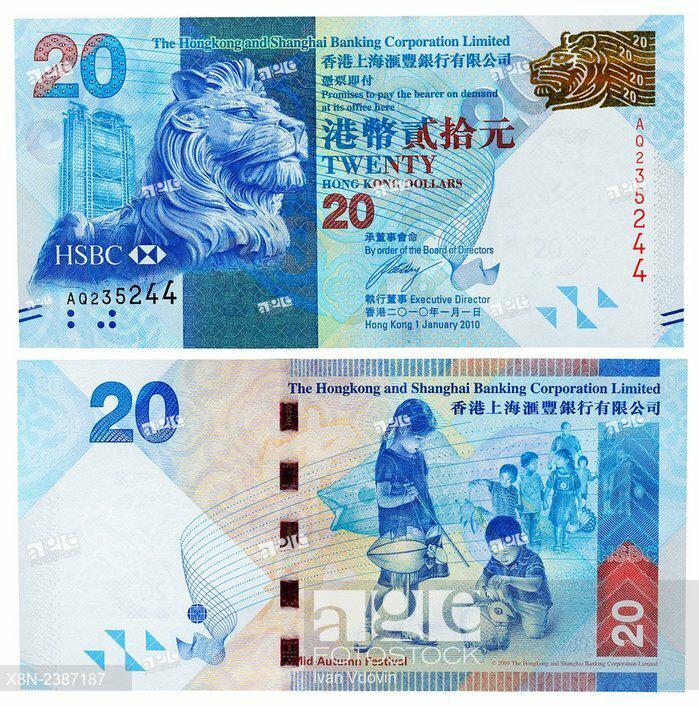 20
The Hongkong and Shanghai Banking Corporation Limited
香港上海滙豐銀行有限公司
憑票即付
Promises to pay the bearer on demand
at its office here
港幣貳拾元
TWENTY
HONG KONG DOLLARS
20
承董事會命
By order of the Board of Directors
執行董事 Executive Director
香港二〇一〇年一月一日
Hong Kong 1 January 2010
HSBC
AQ235244
20
20
20
AQ235244
20
The Hongkong and Shanghai Banking Corporation Limited
香港上海滙豐銀行有限公司
HK20
20
Mid-Autumn Festival
© 2010 The Hongkong and Shanghai Banking Corporation Limited
age
FOTOSTOCK
X8N-2387187
Ivan Vdovin